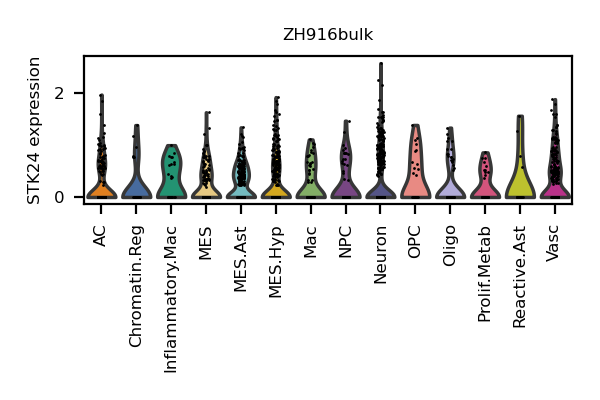 ZH916bulk
STK24 expression
2
0
AC
Chromatin.Reg
Inflammatory.Mac
MES
MES.Ast
MES.Hyp
Mac
NPC
Neuron
OPC
Oligo
Prolif.Metab
Reactive.Ast
Vasc